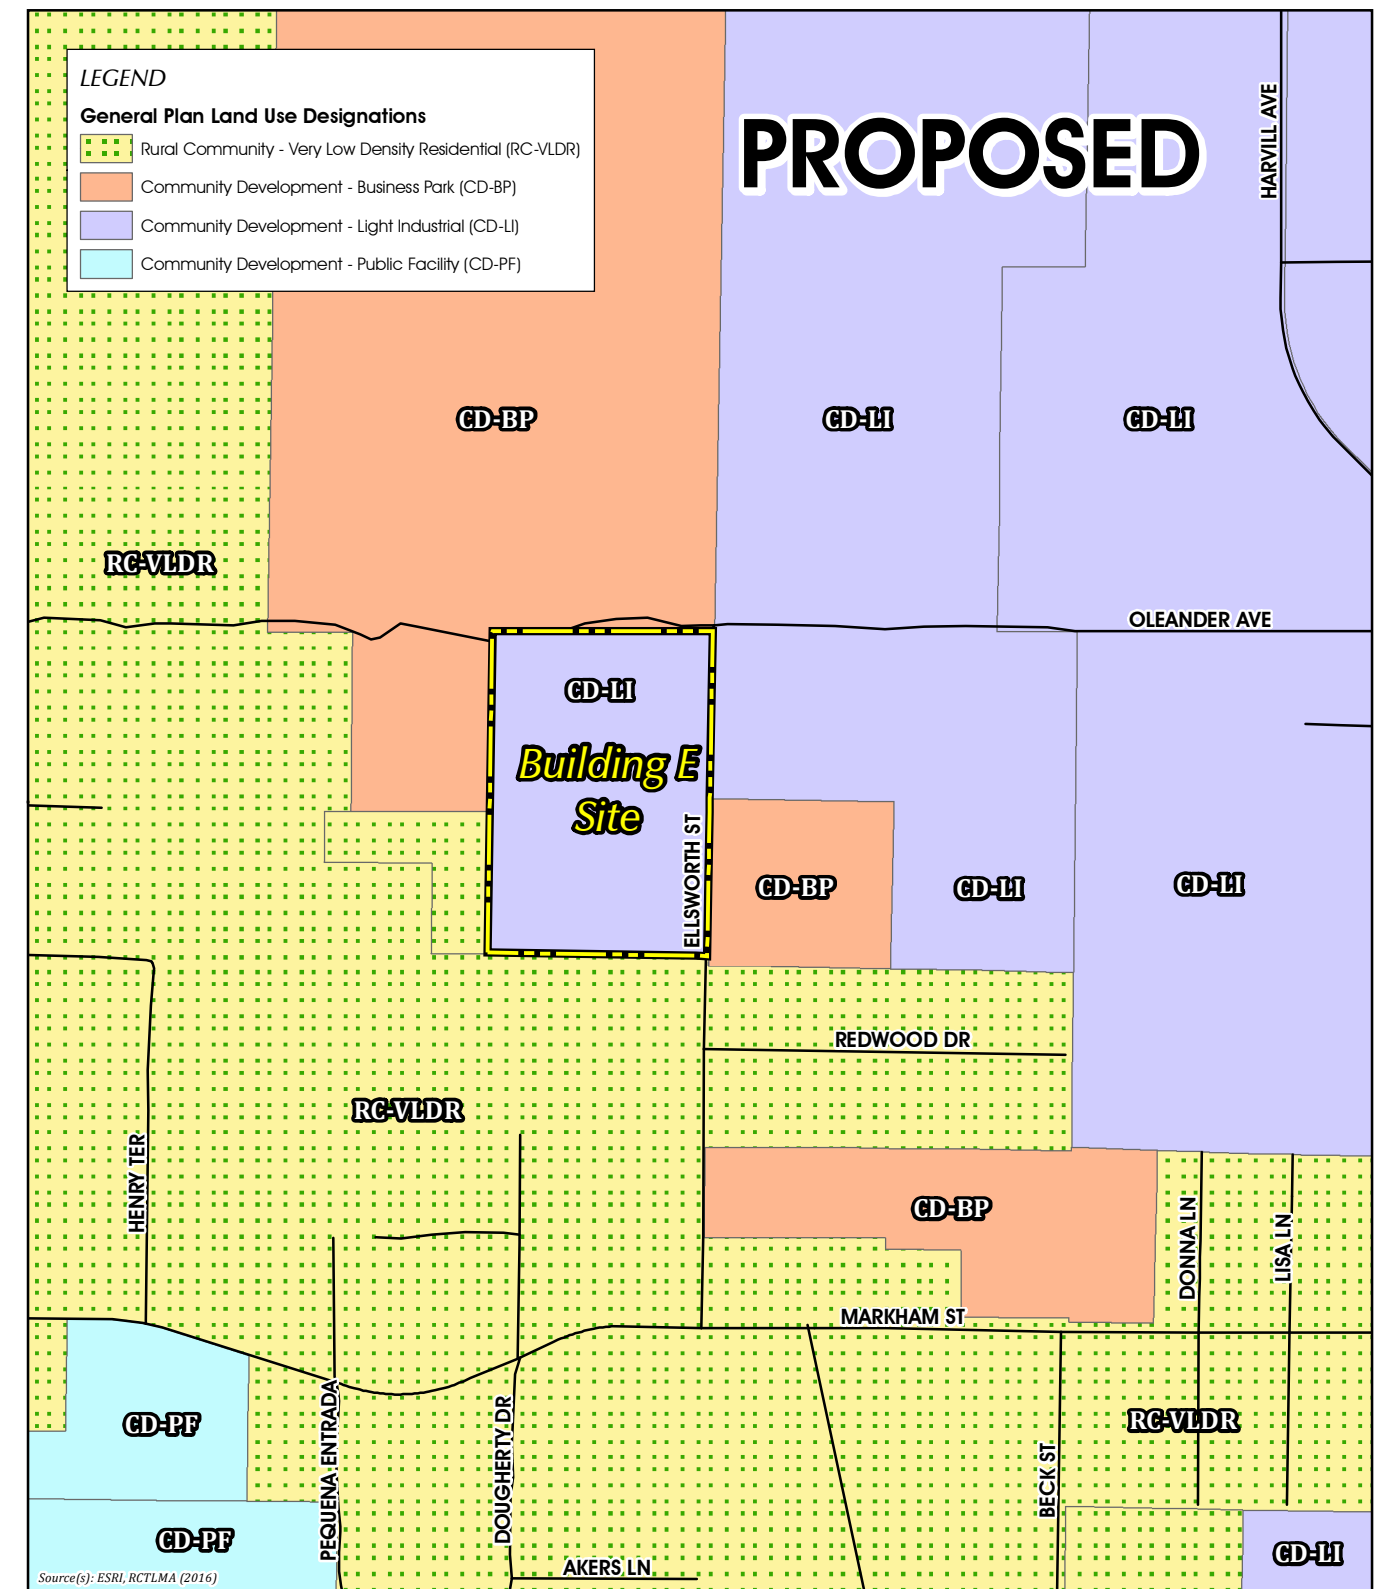 LEGEND
General Plan Land Use Designations
Rural Community - Very Low Density Residential (RC-VLDR)
Community Development - Business Park (CD-BP)
Community Development - Light Industrial (CD-LI)
Community Development - Public Facility (CD-PF)
PROPOSED
HARVILL AVE
CD-BP
CD-LI
CD-LI
RC-VLDR
OLEANDER AVE
CD-LI
Building E
Site
ELLSWORTH ST
CD-BP
CD-LI
CD-LI
REDWOOD DR
RC-VLDR
HENRY TER
CD-BP
DONNA LN
LISA LN
MARKHAM ST
CD-PF
PEQUENA ENTRADA
DOUGHERTY DR
RC-VLDR
BECK ST
CD-PF
CD-LI
AKERS LN
Source(s): ESRI, RCTLMA (2016)